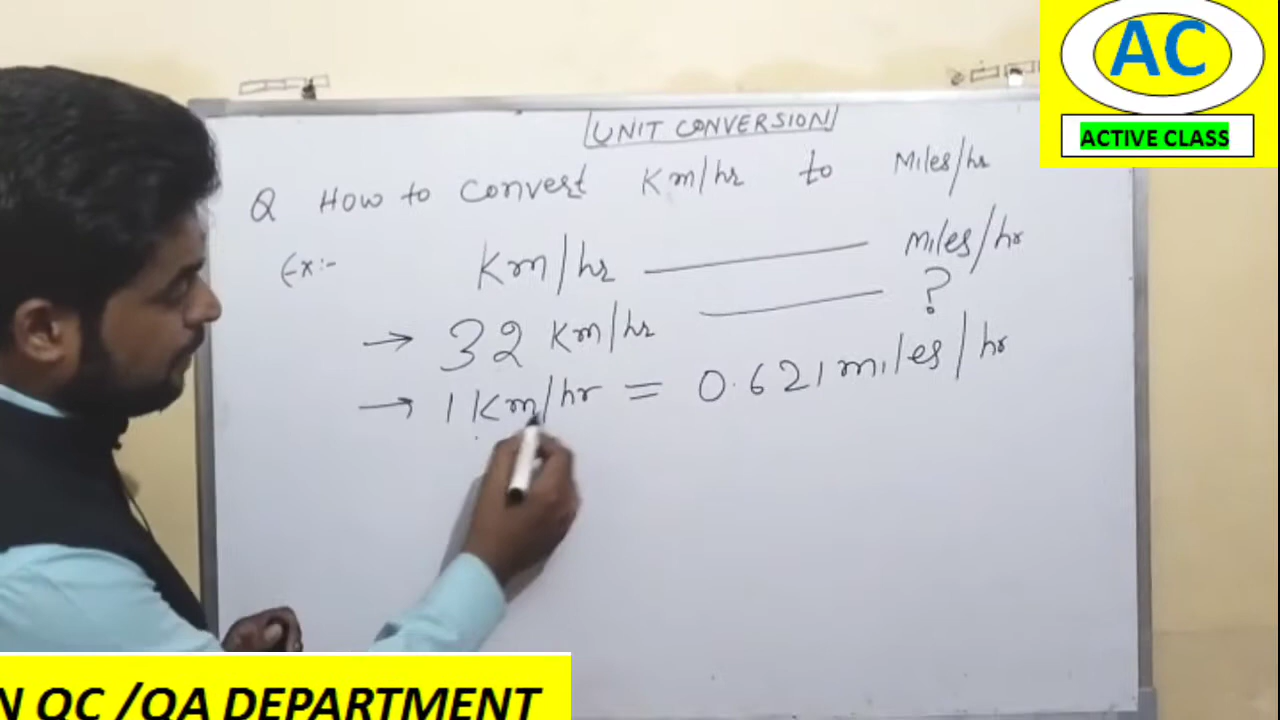 AC
ACTIVE CLASS
UNIT CONVERSION
Q How to Convert Km/hr to Miles/hr
Ex:- Km/hr —— miles/hr
→ 32 Km/hr —— ?
→ 1 Km/hr = 0.621 miles/hr
N QC /QA DEPARTMENT